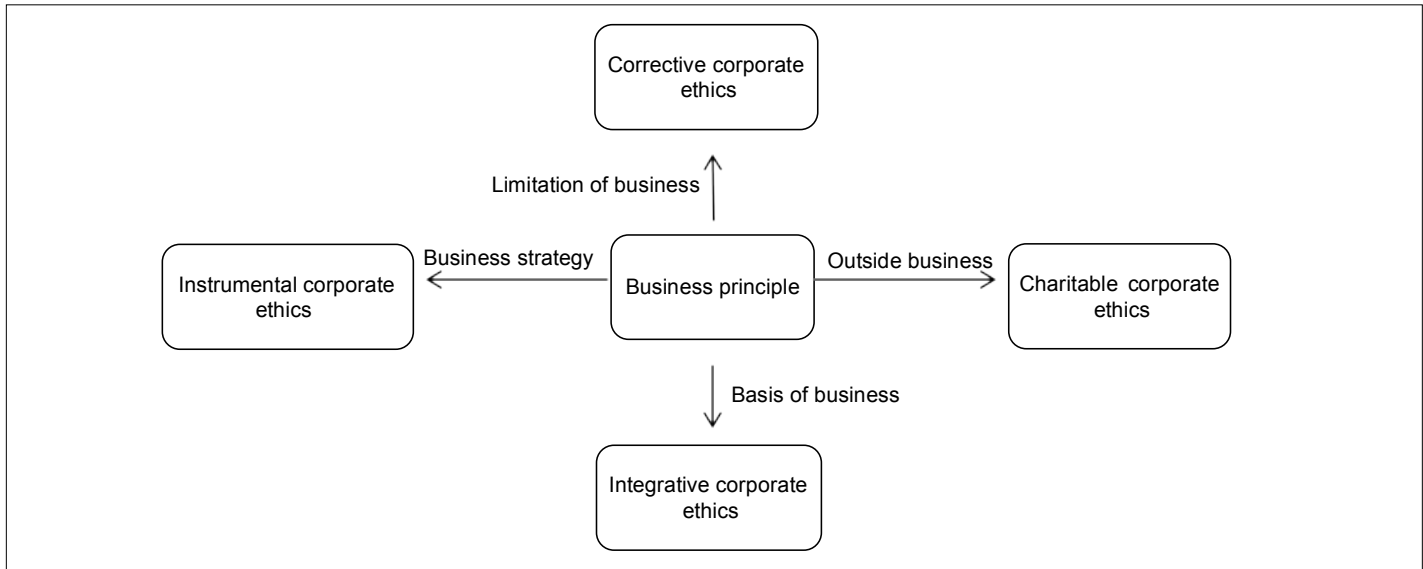 Corrective corporate
ethics
Limitation of business
Business strategy
Outside business
Instrumental corporate
ethics
Business principle
Charitable corporate
ethics
Basis of business
Integrative corporate
ethics